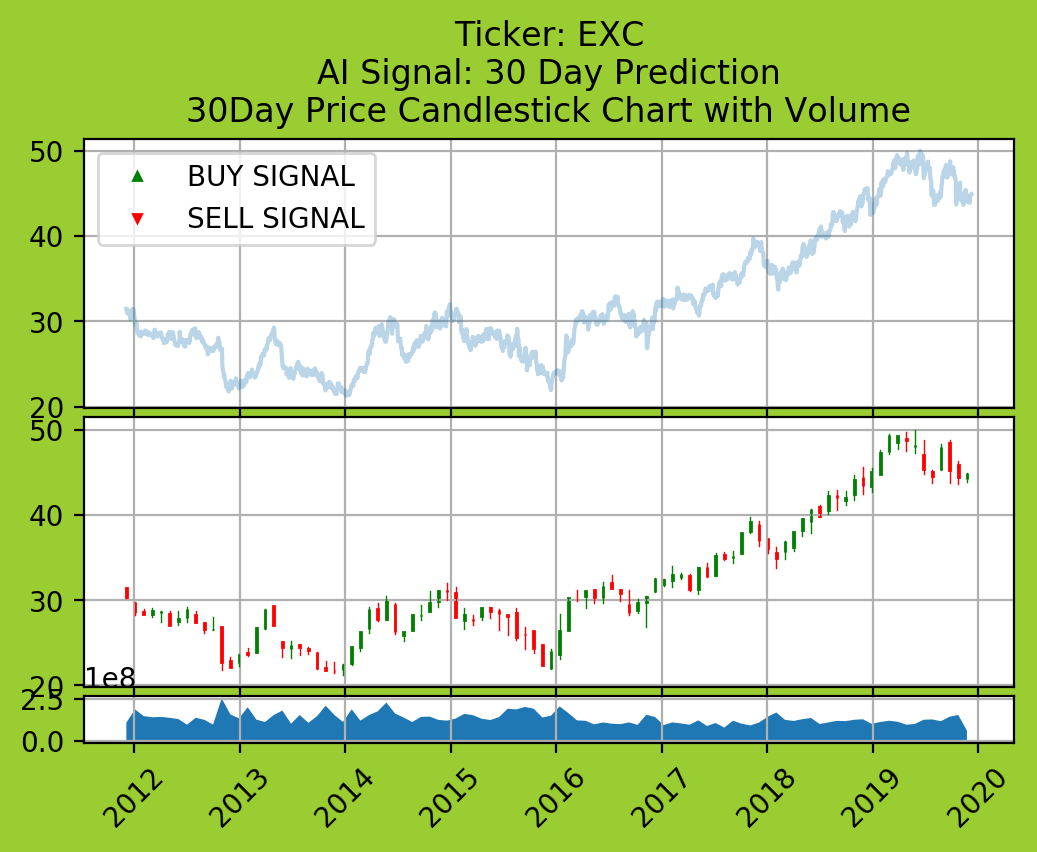 Ticker: EXC
AI Signal: 30 Day Prediction
30Day Price Candlestick Chart with Volume
50
BUY SIGNAL
SELL SIGNAL
40
30
20
50
40
30
20
1e8
2.5
0.0
2012 2013 2014 2015 2016 2017 2018 2019 2020